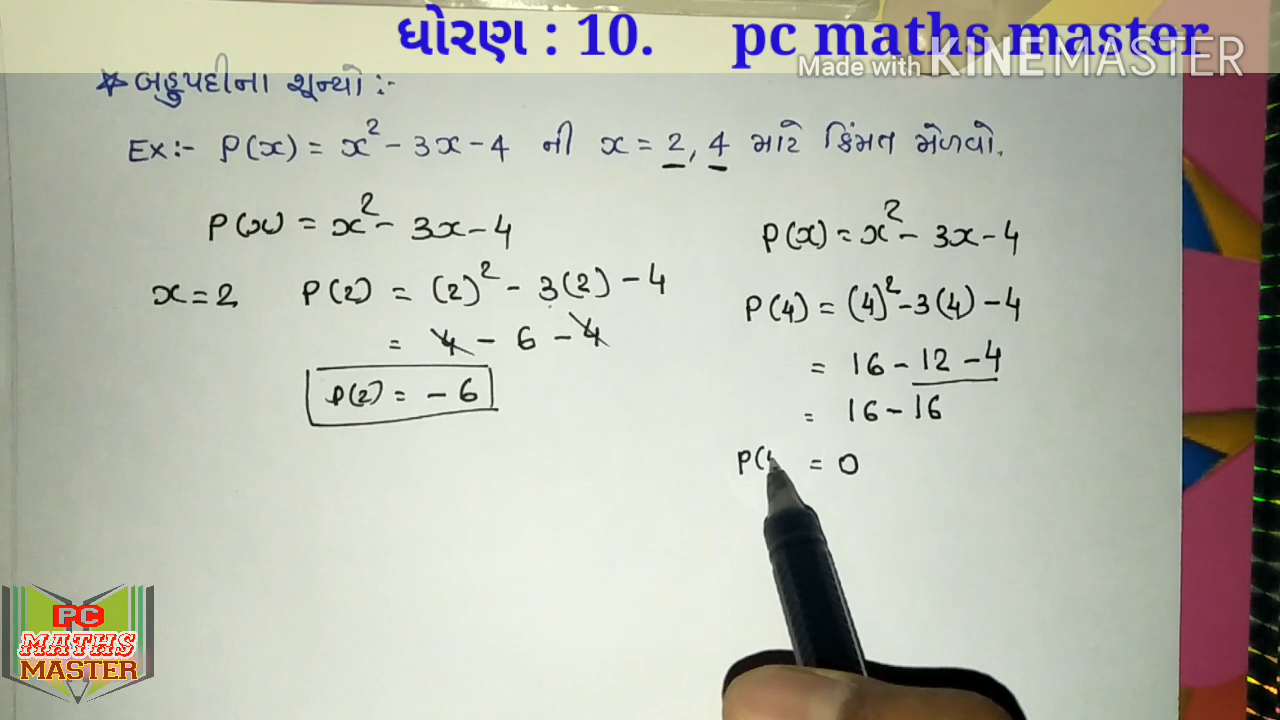 ધોરણ : 10. pc maths master
Made with KINEMASTER
* બહુપદીના શૂન્યો :-
Ex:- P(x) = x² - 3x - 4 ની x = 2, 4 માટે કિંમત મેળવો.
P(x) = x² - 3x - 4
x = 2 P(2) = (2)² - 3(2) - 4
= 4 - 6 - 4
P(2) = - 6
P(x) = x² - 3x - 4
P(4) = (4)² - 3(4) - 4
= 16 - 12 - 4
= 16 - 16
P( = 0
PC
MATHS
MASTER